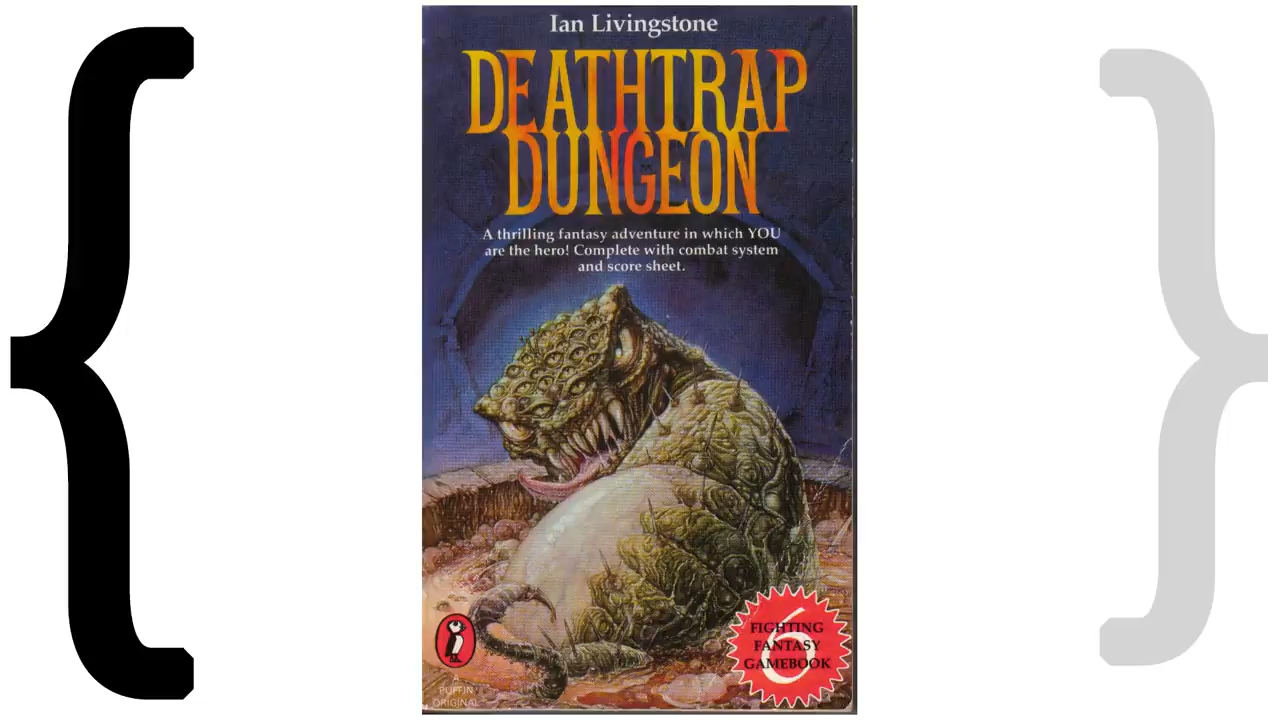 {
Ian Livingstone
DEATHTRAP
DUNGEON
A thrilling fantasy adventure in which YOU
are the hero! Complete with combat system
and score sheet.
6
FIGHTING
FANTASY
GAMEBOOK
A
PUFFIN
ORIGINAL
}